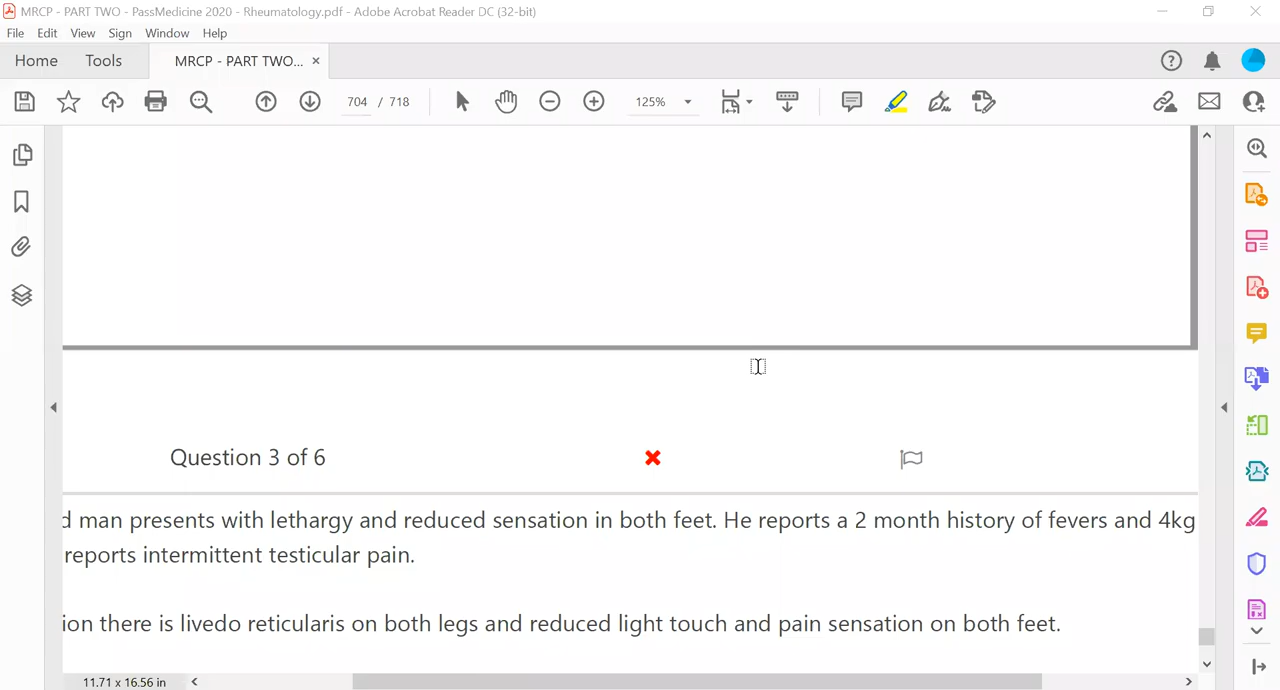 MRCP - PART TWO - PassMedicine 2020 - Rheumatology.pdf - Adobe Acrobat Reader DC (32-bit)
File Edit View Sign Window Help
Home Tools MRCP - PART TWO... ×
704 / 718 125%
Question 3 of 6
d man presents with lethargy and reduced sensation in both feet. He reports a 2 month history of fevers and 4kg
reports intermittent testicular pain.
ion there is livedo reticularis on both legs and reduced light touch and pain sensation on both feet.
11.71 x 16.56 in